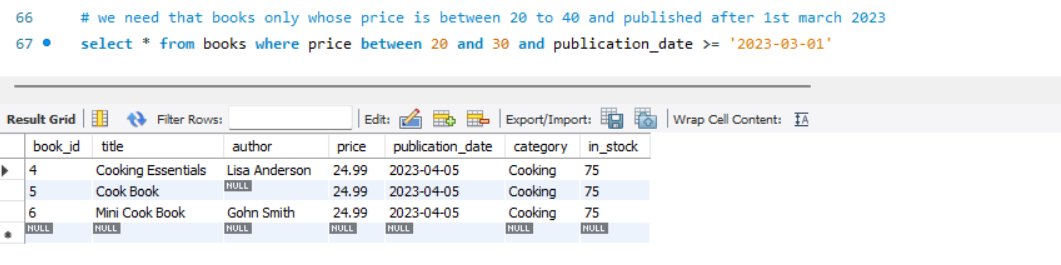 66 # we need that books only whose price is between 20 to 40 and published after 1st march 2023
67 select * from books where price between 20 and 30 and publication_date >= '2023-03-01'
Result Grid Filter Rows: Edit: Export/Import: Wrap Cell Content: IA
book_id title author price publication_date category in_stock
4 Cooking Essentials Lisa Anderson 24.99 2023-04-05 Cooking 75
5 Cook Book NULL 24.99 2023-04-05 Cooking 75
6 Mini Cook Book Gohn Smith 24.99 2023-04-05 Cooking 75
NULL NULL NULL NULL NULL NULL NULL